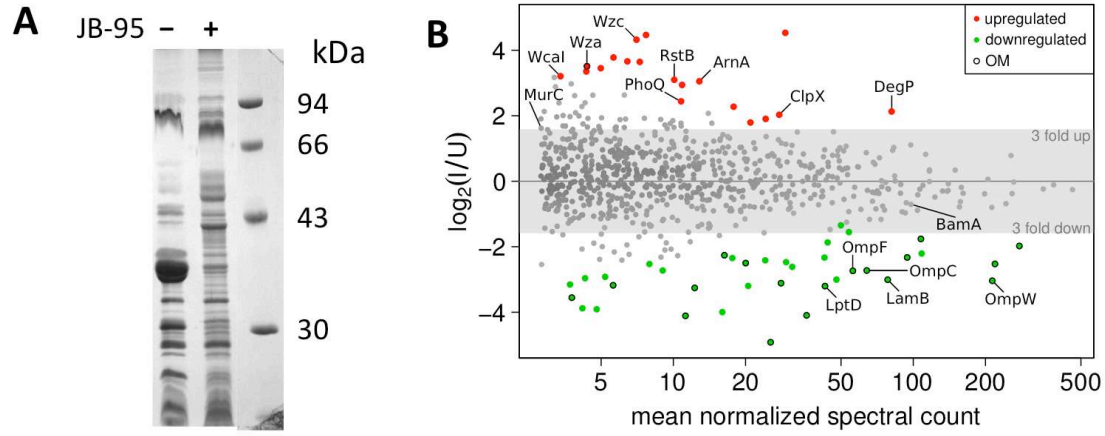 A
JB-95 – +
kDa
94
66
43
30
B
upregulated
downregulated
OM
Wzc
Wza
WcaI
MurC
RstB
ArnA
PhoQ
ClpX
DegP
3 fold up
BamA
3 fold down
OmpF
OmpC
LptD
LamB
OmpW
log2(I/U)
4
2
0
−2
−4
5 10 20 50 100 200 500
mean normalized spectral count